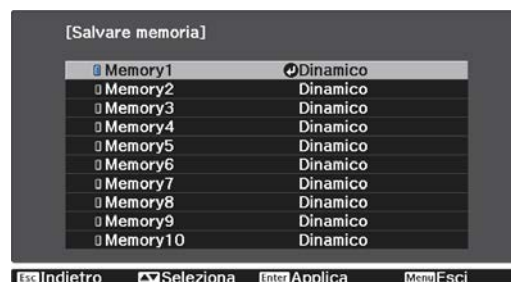 [Salvare memoria]
Memory1 Dinamico
Memory2 Dinamico
Memory3 Dinamico
Memory4 Dinamico
Memory5 Dinamico
Memory6 Dinamico
Memory7 Dinamico
Memory8 Dinamico
Memory9 Dinamico
Memory10 Dinamico
Esc Indietro Seleziona Enter Applica Menu Esci